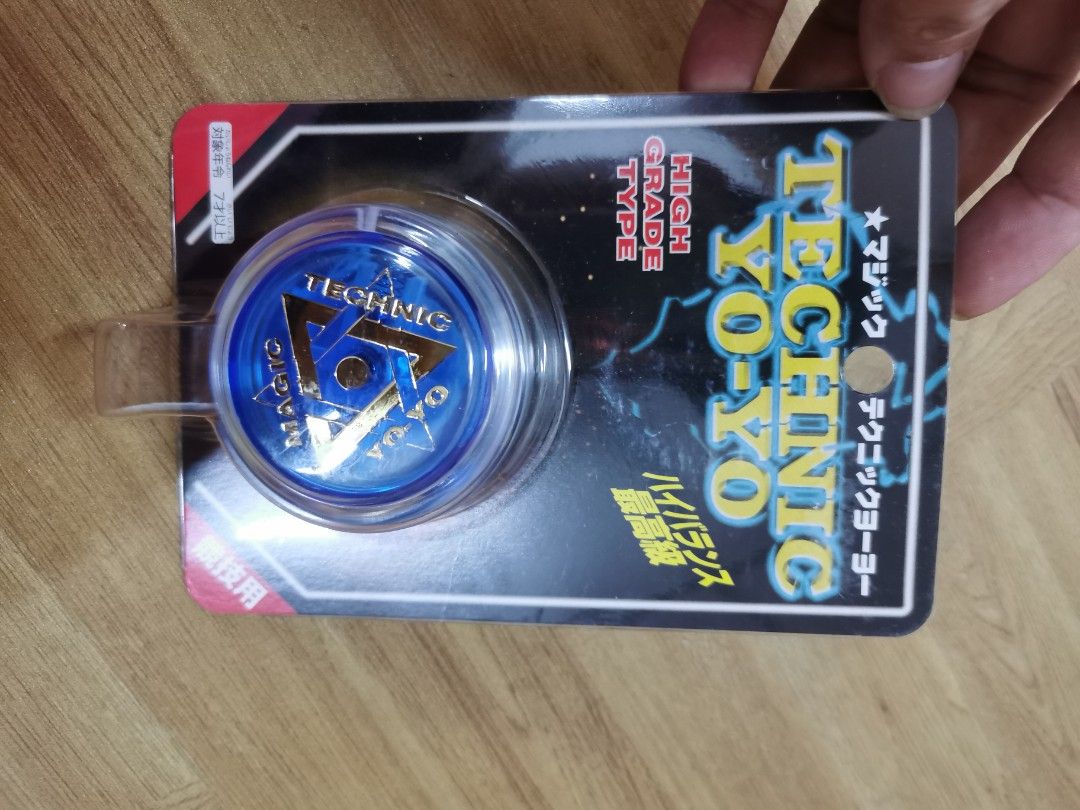 ★マジック テクニックヨーヨー
TECHNIC
YO-YO
HIGH
GRADE
TYPE
ハイバランス
最高級
MAGIC
TECHNIC
YO-YO
対象年令 7才以上
競技用